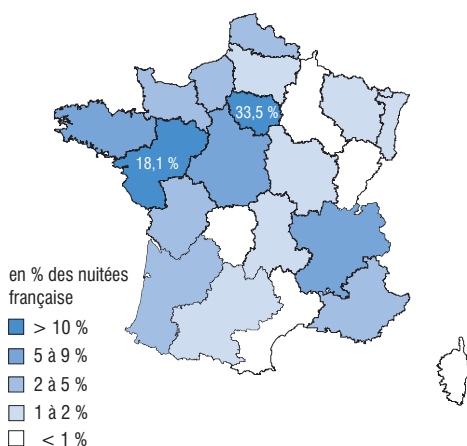 33,5 %
18,1 %
en % des nuitées
française
> 10 %
5 à 9 %
2 à 5 %
1 à 2 %
< 1 %